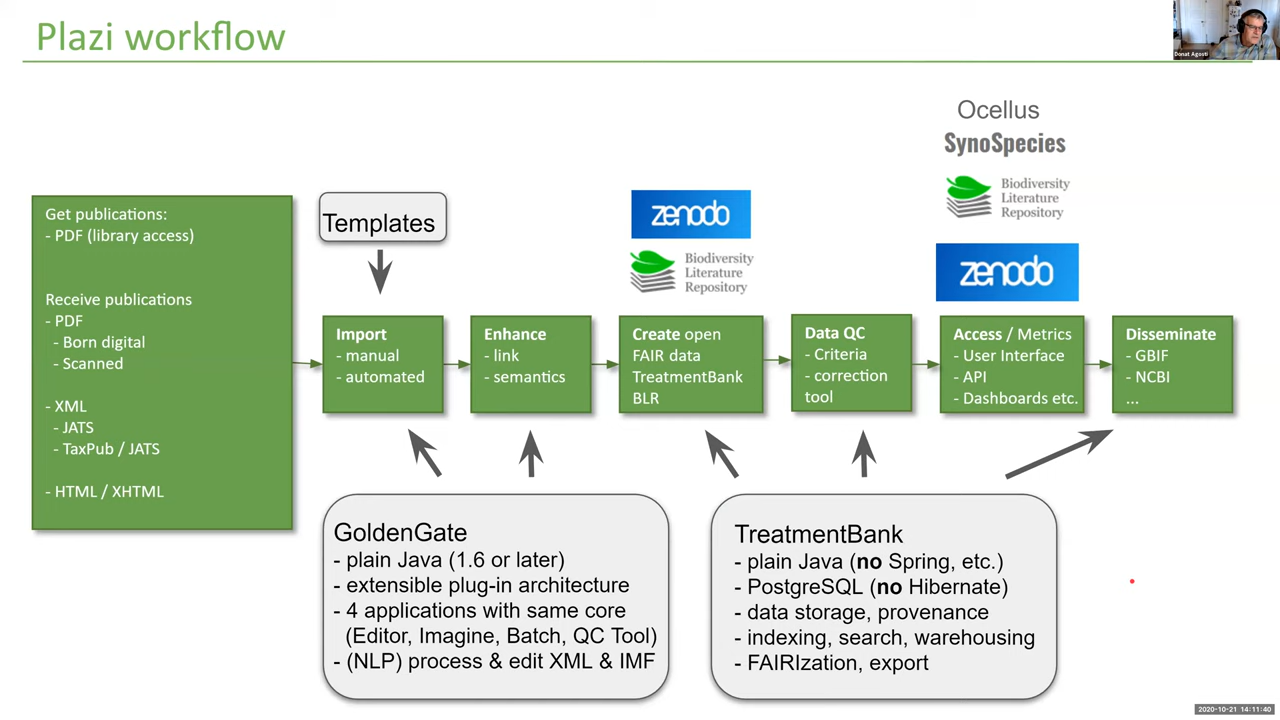 Plazi workflow
Donat Agosti
Ocellus
SynoSpecies
Biodiversity
Literature
Repository
zenodo
Templates
zenodo
Biodiversity
Literature
Repository
Get publications:
- PDF (library access)
Receive publications
- PDF
- Born digital
- Scanned
- XML
- JATS
- TaxPub / JATS
- HTML / XHTML
Import
- manual
- automated
Enhance
- link
- semantics
Create open
FAIR data
TreatmentBank
BLR
Data QC
- Criteria
- correction
tool
Access / Metrics
- User Interface
- API
- Dashboards etc.
Disseminate
- GBIF
- NCBI
...
GoldenGate
- plain Java (1.6 or later)
- extensible plug-in architecture
- 4 applications with same core
(Editor, Imagine, Batch, QC Tool)
- (NLP) process & edit XML & IMF
TreatmentBank
- plain Java (no Spring, etc.)
- PostgreSQL (no Hibernate)
- data storage, provenance
- indexing, search, warehousing
- FAIRIzation, export
2020-10-21 14:11:40